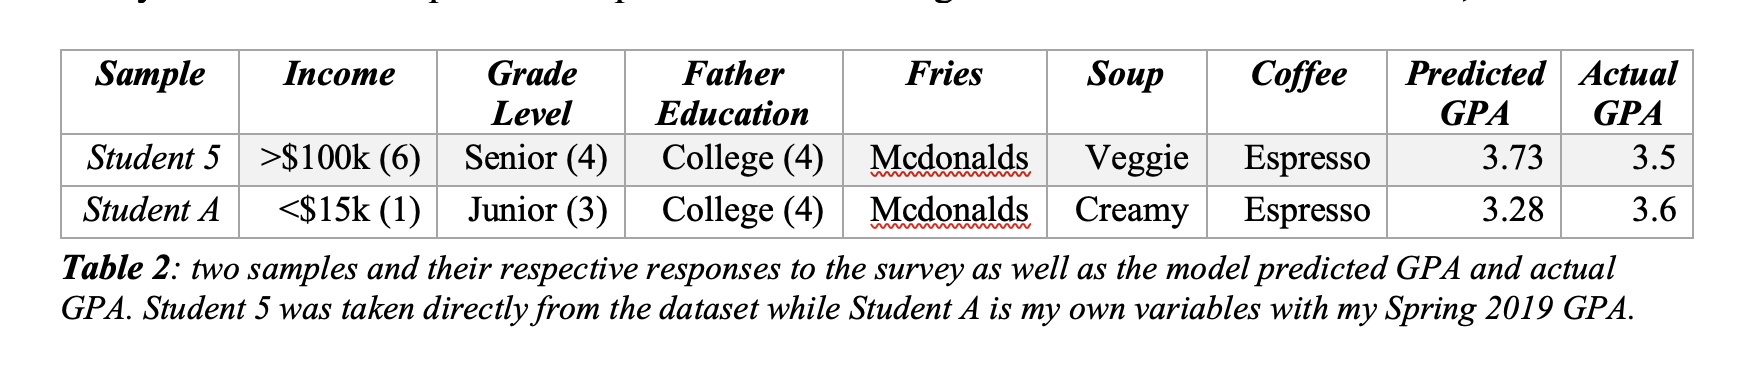 Sample Income Grade Level Father Education Fries Soup Coffee Predicted GPA Actual GPA
Student 5 >$100k (6) Senior (4) College (4) Mcdonalds Veggie Espresso 3.73 3.5
Student A <$15k (1) Junior (3) College (4) Mcdonalds Creamy Espresso 3.28 3.6
Table 2: two samples and their respective responses to the survey as well as the model predicted GPA and actual
GPA. Student 5 was taken directly from the dataset while Student A is my own variables with my Spring 2019 GPA.